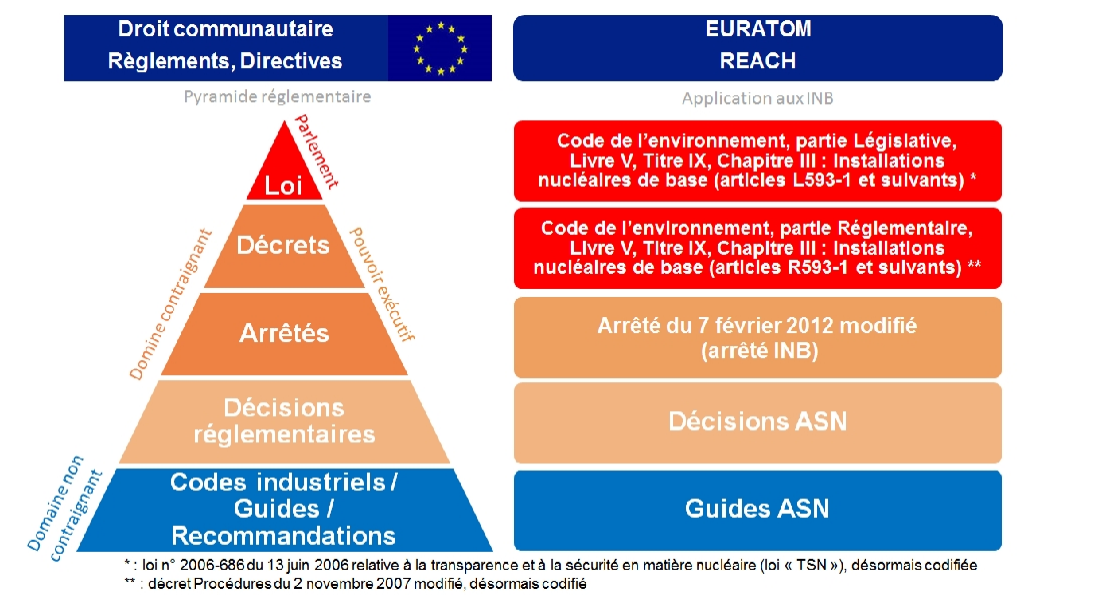 Droit communautaire
Règlements, Directives
EURATOM
REACH
Pyramide réglementaire
Application aux INB
Parlement
Loi
Code de l'environnement, partie Législative,
Livre V, Titre IX, Chapitre III : Installations
nucléaires de base (articles L593-1 et suivants) *
Domine contraignant
Pouvoir exécutif
Décrets
Code de l'environnement, partie Réglementaire,
Livre V, Titre IX, Chapitre III : Installations
nucléaires de base (articles R593-1 et suivants) **
Arrêtés
Arrêté du 7 février 2012 modifié
(arrêté INB)
Décisions
réglementaires
Décisions ASN
Domaine non
contraignant
Codes industriels /
Guides /
Recommandations
Guides ASN
* : loi n° 2006-686 du 13 juin 2006 relative à la transparence et à la sécurité en matière nucléaire (loi « TSN »), désormais codifiée
** : décret Procédures du 2 novembre 2007 modifié, désormais codifié